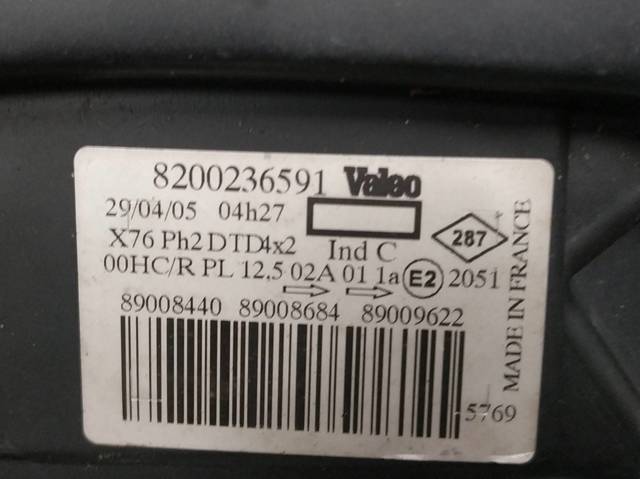 8200236591 Valeo
29/04/05 04h27
X76 Ph2 DTD4x2 Ind C
287
00HC/R PL 12,5 02A 01 1a E2 2051
89008440 89008684 89009622
5769
MADE IN FRANCE